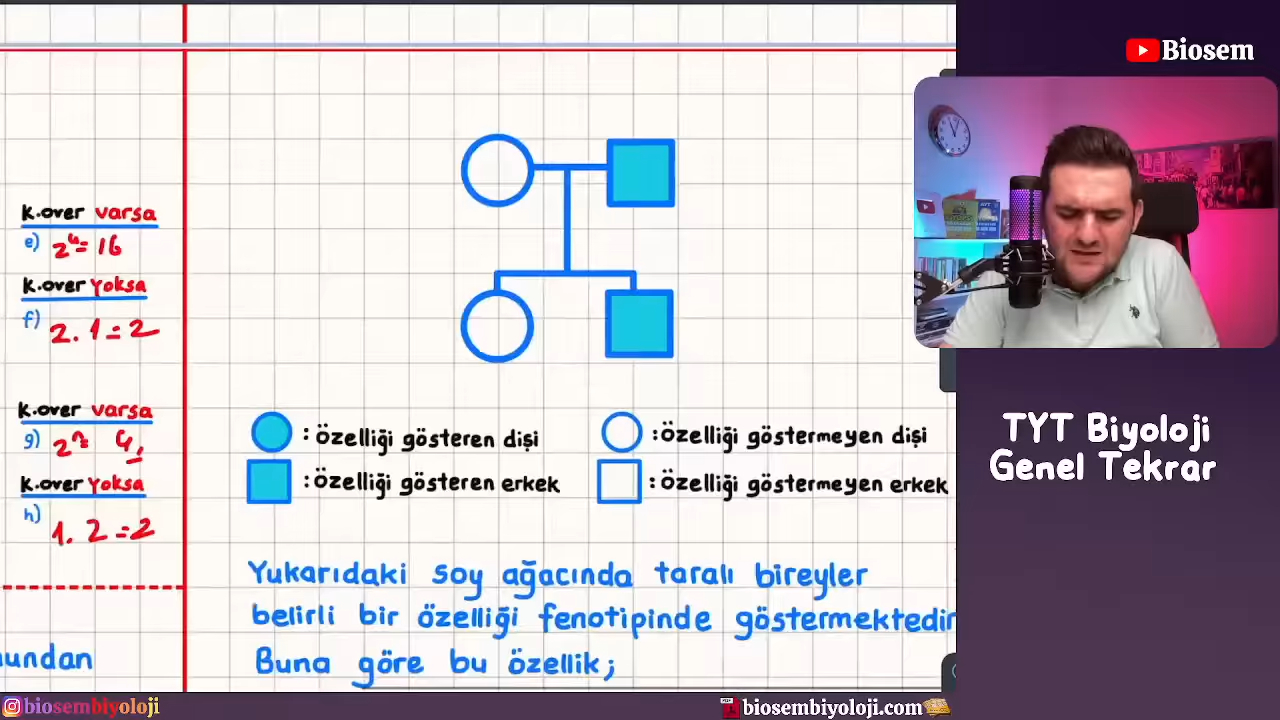 Biosem
K.over varsa
e) 2⁴= 16
K.over yoksa
f) 2.1=2
K.over varsa
g) 2²= 4,
K.over yoksa
h) 1.2=2
: özelliği gösteren dişi
: özelliği göstermeyen dişi
: özelliği gösteren erkek
: özelliği göstermeyen erkek
Yukarıdaki soy ağacında taralı bireyler
belirli bir özelliği fenotipinde göstermektedir
Buna göre bu özellik;
undan
TYT Biyoloji
Genel Tekrar
biosembiyoloji
biosembiyoloji.com